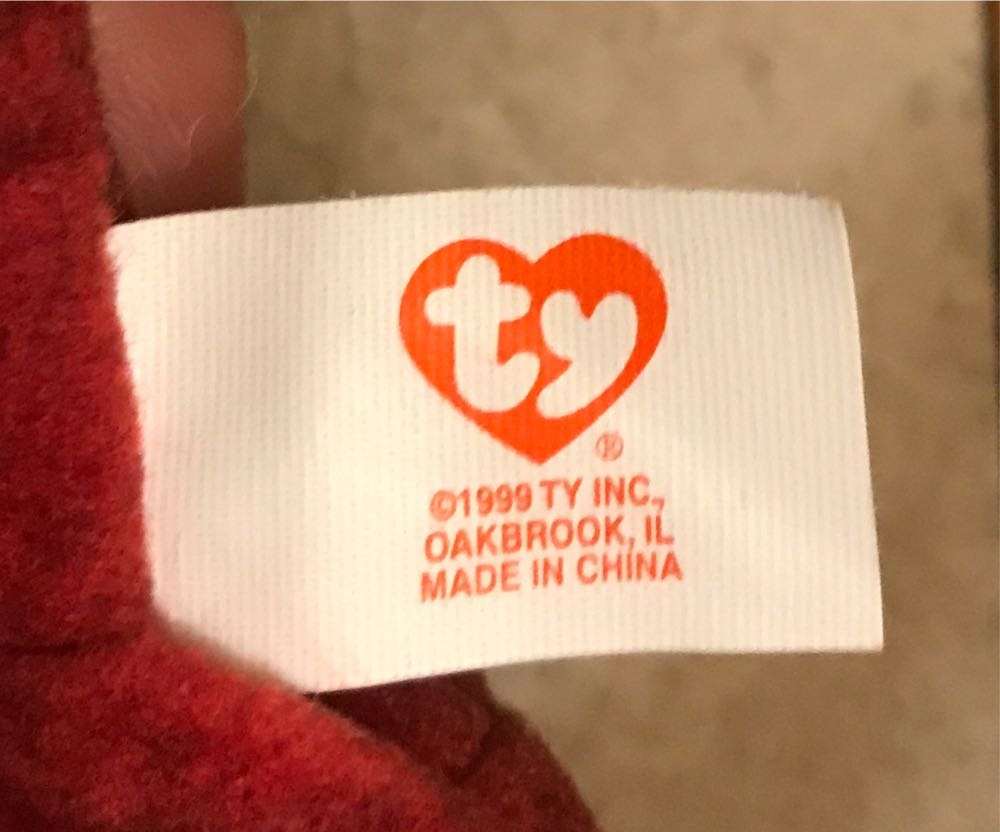 ty
®
©1999 TY INC.,
OAKBROOK, IL
MADE IN CHINA